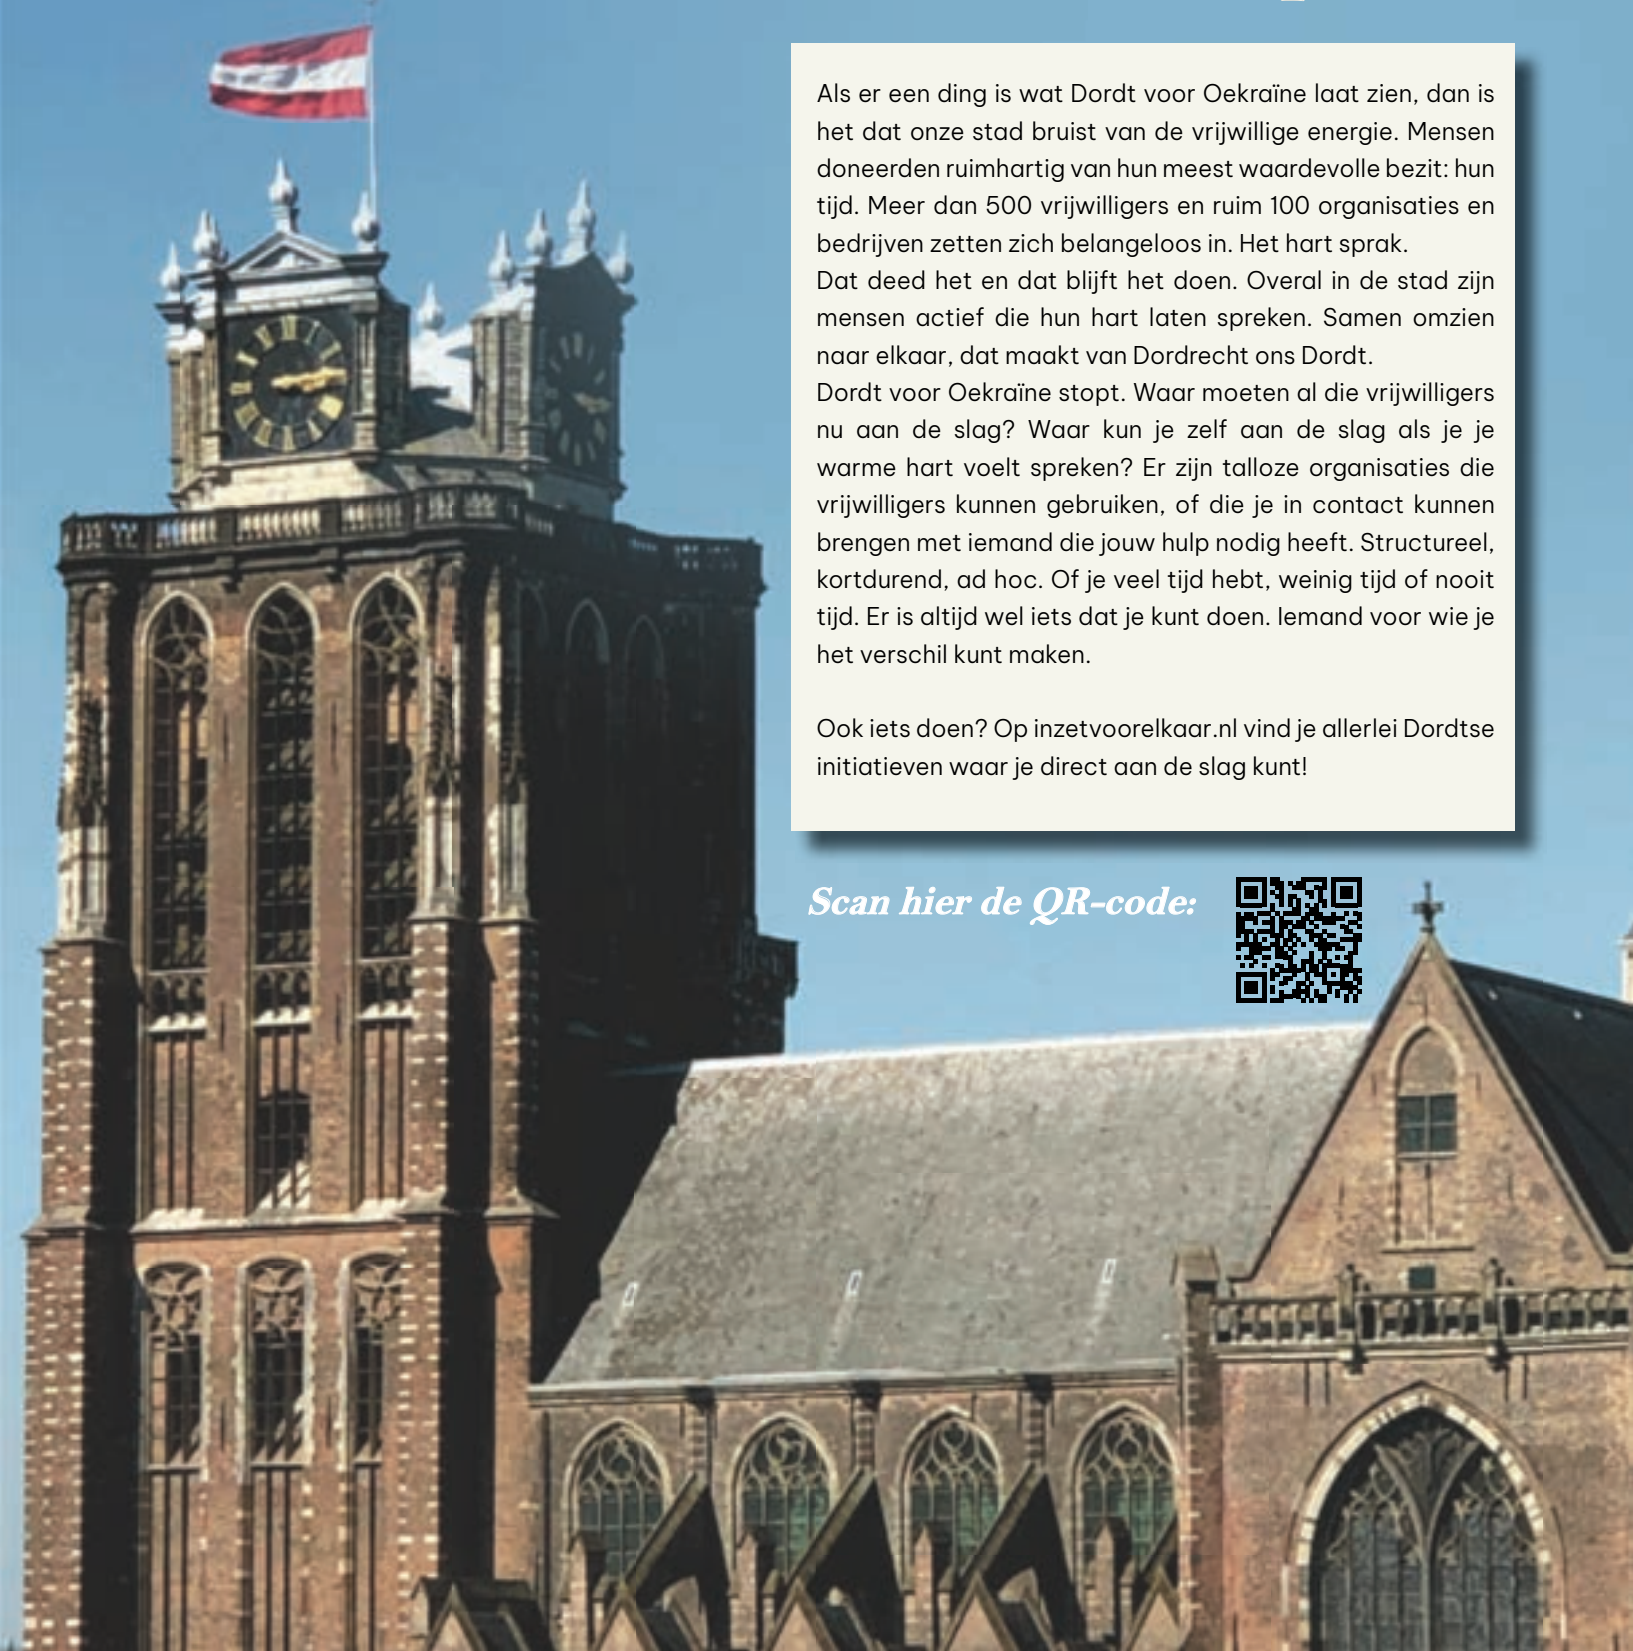 Als er een ding is wat Dordt voor Oekraïne laat zien, dan is
het dat onze stad bruist van de vrijwillige energie. Mensen
doneerden ruimhartig van hun meest waardevolle bezit: hun
tijd. Meer dan 500 vrijwilligers en ruim 100 organisaties en
bedrijven zetten zich belangeloos in. Het hart sprak.
Dat deed het en dat blijft het doen. Overal in de stad zijn
mensen actief die hun hart laten spreken. Samen omzien
naar elkaar, dat maakt van Dordrecht ons Dordt.
Dordt voor Oekraïne stopt. Waar moeten al die vrijwilligers
nu aan de slag? Waar kun je zelf aan de slag als je je
warme hart voelt spreken? Er zijn talloze organisaties die
vrijwilligers kunnen gebruiken, of die je in contact kunnen
brengen met iemand die jouw hulp nodig heeft. Structureel,
kortdurend, ad hoc. Of je veel tijd hebt, weinig tijd of nooit
tijd. Er is altijd wel iets dat je kunt doen. Iemand voor wie je
het verschil kunt maken.
Ook iets doen? Op inzetvoorelkaar.nl vind je allerlei Dordtse
initiatieven waar je direct aan de slag kunt!
Scan hier de QR-code: